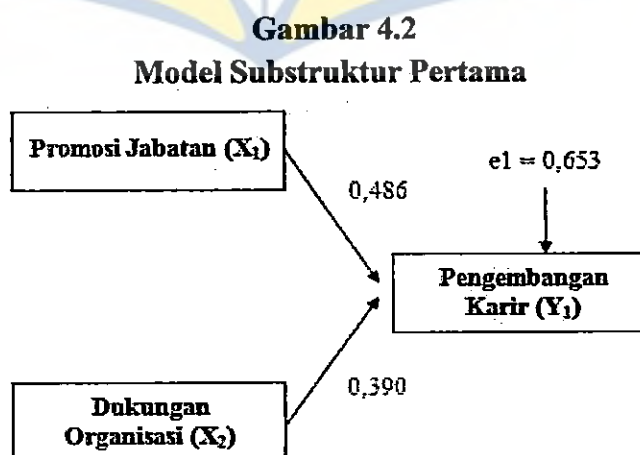 Gambar 4.2
Model Substruktur Pertama
Promosi Jabatan (X₁)
e1 = 0,653
0,486
Pengembangan
Karir (Y₁)
0,390
Dukungan
Organisasi (X₂)